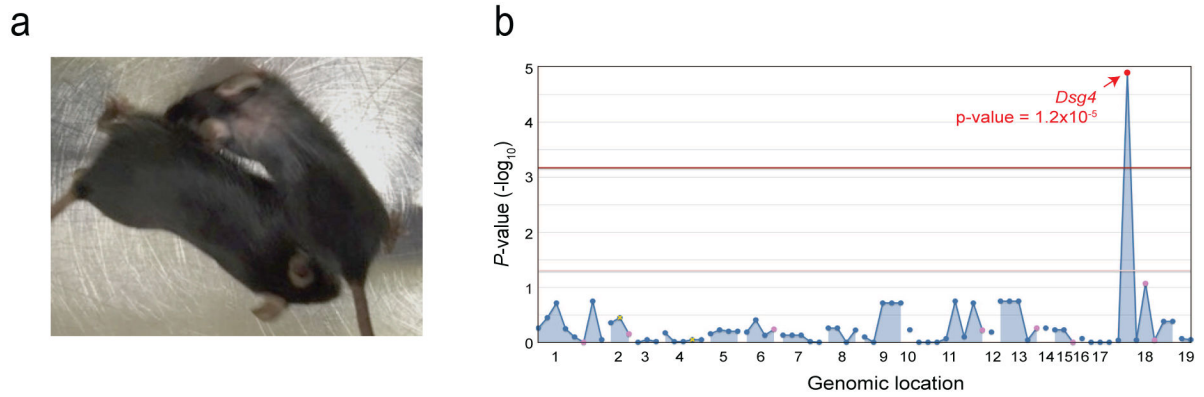 a
b
5
4
3
2
1
0
P-value (-log10)
Dsg4
p-value = 1.2x10-5
1 2 3 4 5 6 7 8 9 10 11 12 13 14 15 16 17 18 19
Genomic location